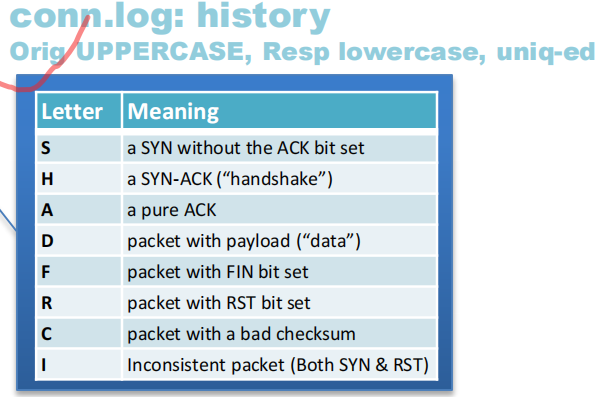 conn.log: history
Orig UPPERCASE, Resp lowercase, uniq-ed
Letter Meaning
S a SYN without the ACK bit set
H a SYN-ACK (“handshake”)
A a pure ACK
D packet with payload (“data”)
F packet with FIN bit set
R packet with RST bit set
C packet with a bad checksum
I Inconsistent packet (Both SYN & RST)